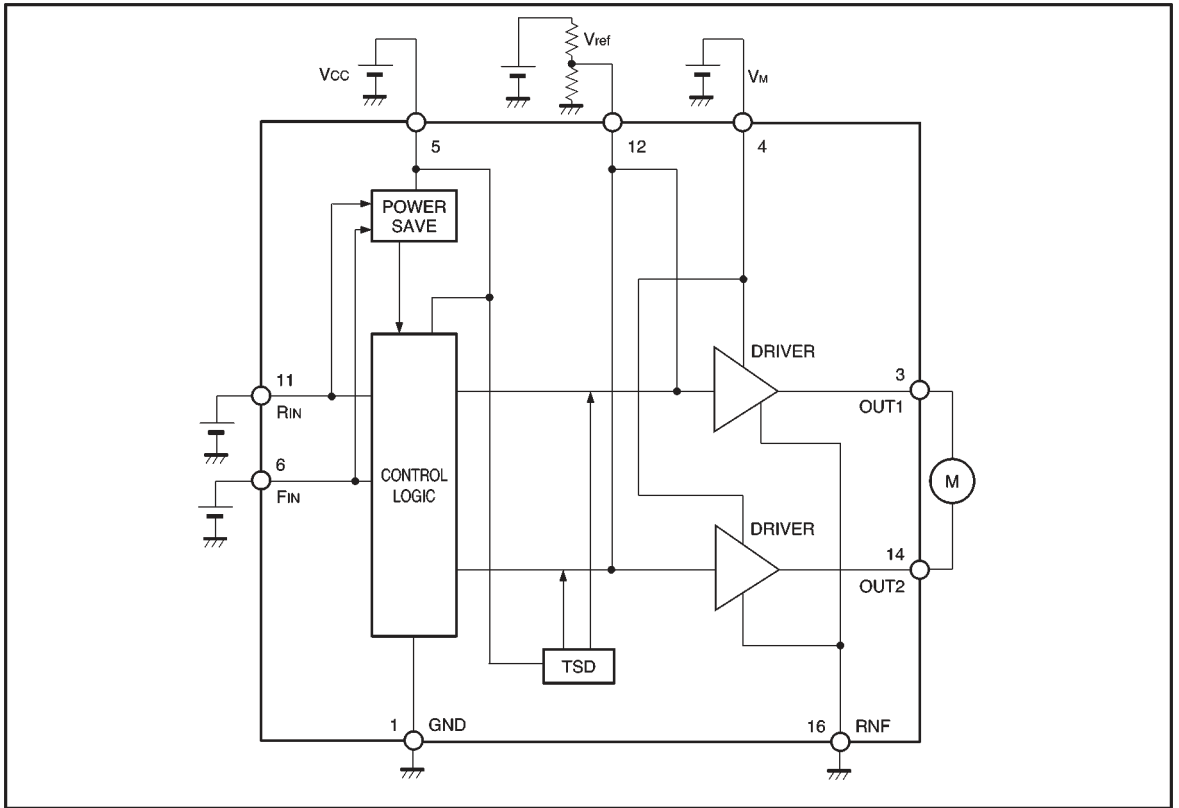 Vref
VCC
VM
5
12
4
POWER
SAVE
DRIVER
11
RIN
3
OUT1
6
FIN
CONTROL
LOGIC
M
DRIVER
14
OUT2
TSD
1 GND
16 RNF